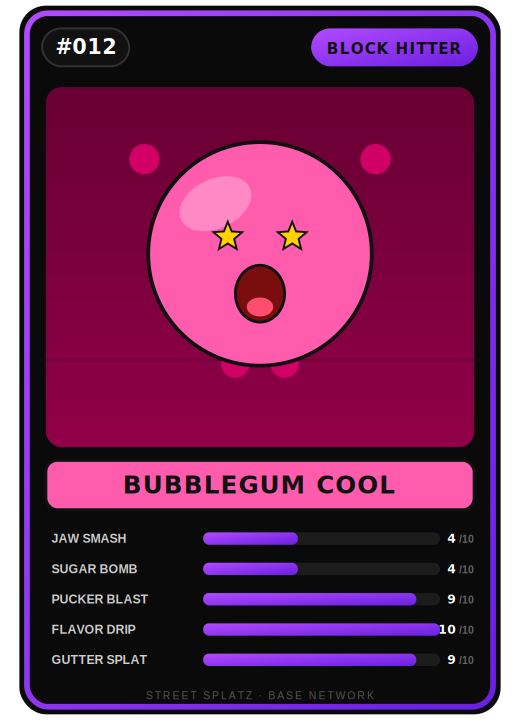 #012
BLOCK HITTER
BUBBLEGUM COOL
JAW SMASH 4 /10
SUGAR BOMB 4 /10
PUCKER BLAST 9 /10
FLAVOR DRIP 10 /10
GUTTER SPLAT 9 /10
STREET SPLATZ · BASE NETWORK